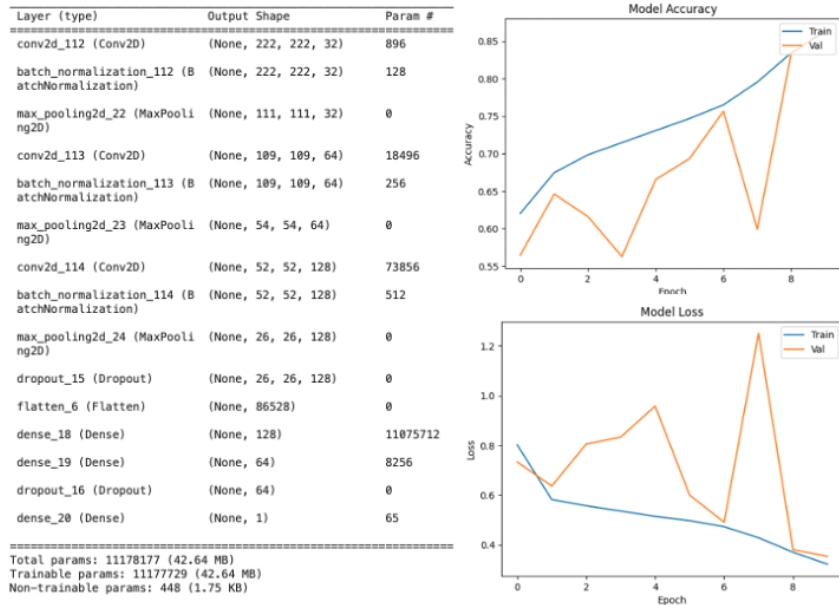 Layer (type) Output Shape Param #
conv2d_112 (Conv2D) (None, 222, 222, 32) 896
batch_normalization_112 (B (None, 222, 222, 32) 128
atchNormalization)
max_pooling2d_22 (MaxPooli (None, 111, 111, 32) 0
ng2D)
conv2d_113 (Conv2D) (None, 109, 109, 64) 18496
batch_normalization_113 (B (None, 109, 109, 64) 256
atchNormalization)
max_pooling2d_23 (MaxPooli (None, 54, 54, 64) 0
ng2D)
conv2d_114 (Conv2D) (None, 52, 52, 128) 73856
batch_normalization_114 (B (None, 52, 52, 128) 512
atchNormalization)
max_pooling2d_24 (MaxPooli (None, 26, 26, 128) 0
ng2D)
dropout_15 (Dropout) (None, 26, 26, 128) 0
flatten_6 (Flatten) (None, 86528) 0
dense_18 (Dense) (None, 128) 11075712
dense_19 (Dense) (None, 64) 8256
dropout_16 (Dropout) (None, 64) 0
dense_20 (Dense) (None, 1) 65
Total params: 11178177 (42.64 MB)
Trainable params: 11177729 (42.64 MB)
Non-trainable params: 448 (1.75 KB)
Model Accuracy
Train
Val
Accuracy
0.85
0.80
0.75
0.70
0.65
0.60
0.55
0 2 4 6 8
Epoch
Model Loss
Train
Val
Loss
1.2
1.0
0.8
0.6
0.4
0 2 4 6 8
Epoch